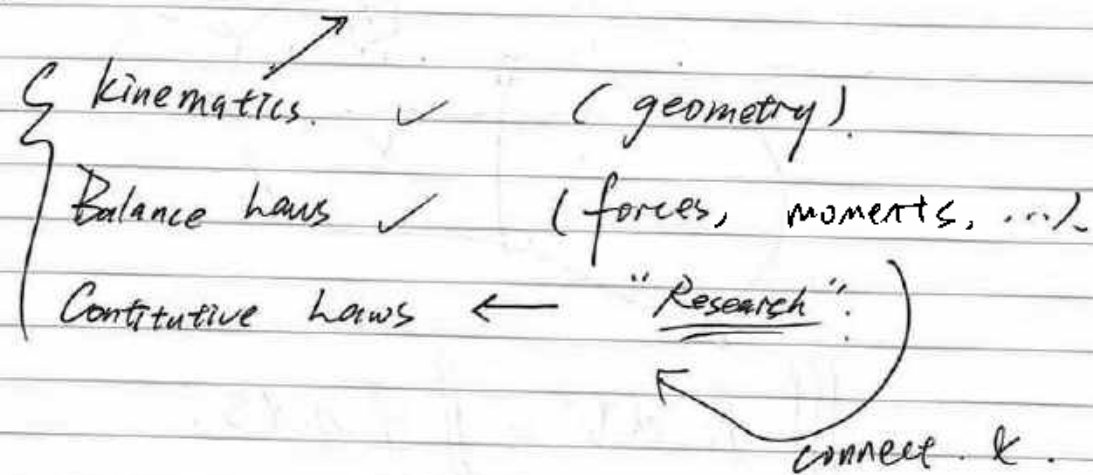 kinematics. ✓ (geometry).
Balance Laws ✓ (forces, moments, ...).
Contitutive Laws ← "Research".
connect. &.